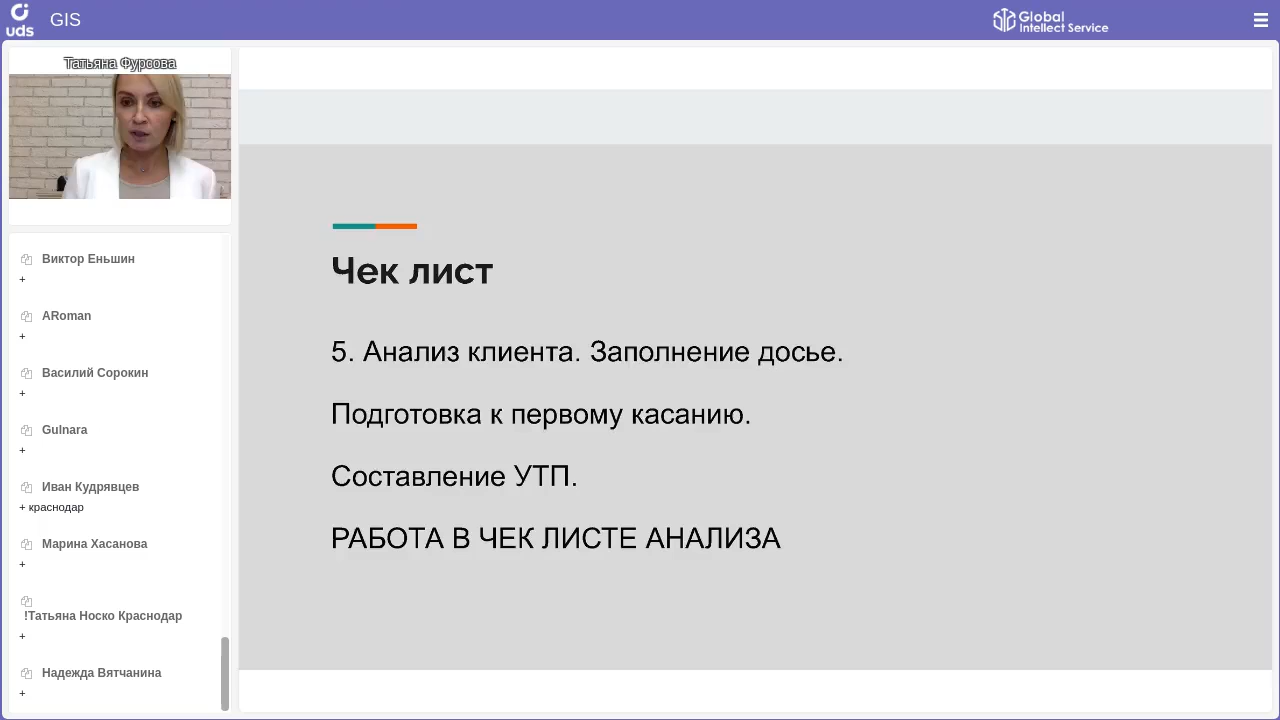 uds
GIS
Global
Intellect Service
Татьяна Фурсова
Виктор Еньшин
+
ARoman
+
Василий Сорокин
+
Gulnara
+
Иван Кудрявцев
+ краснодар
Марина Хасанова
+
!Татьяна Носко Краснодар
+
Надежда Вятчанина
+
Чек лист
5. Анализ клиента. Заполнение досье.
Подготовка к первому касанию.
Составление УТП.
РАБОТА В ЧЕК ЛИСТЕ АНАЛИЗА